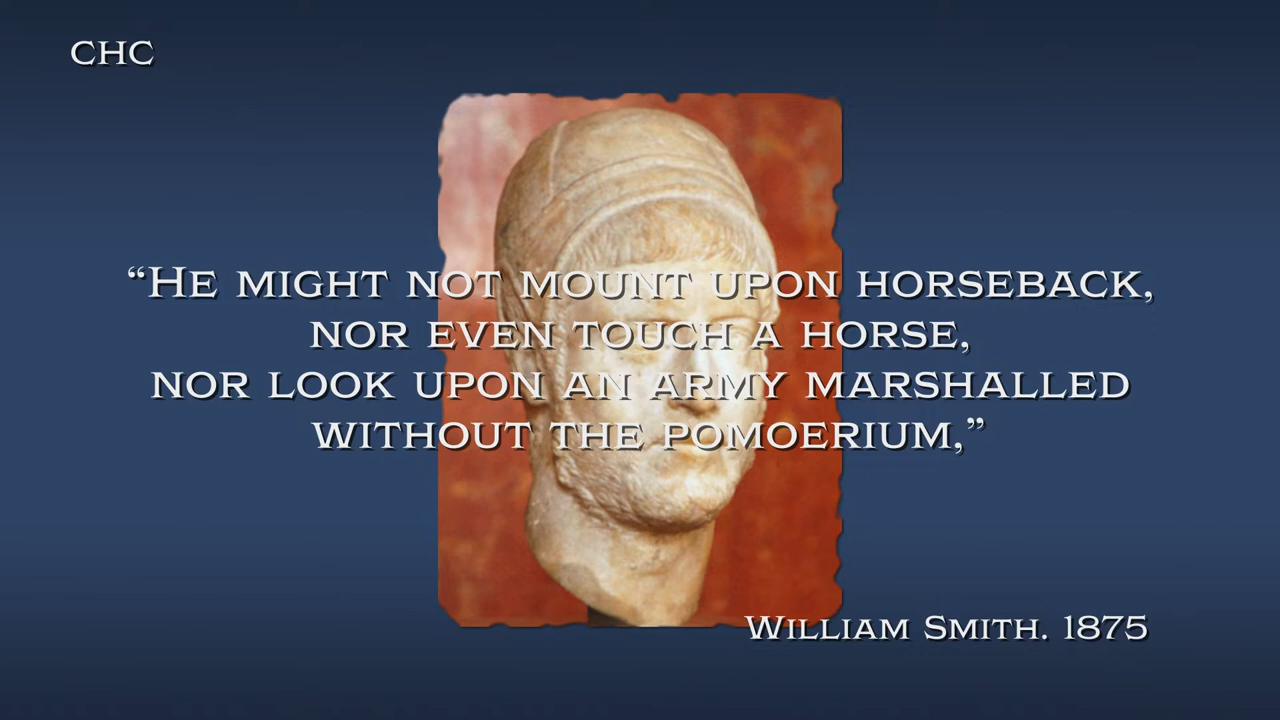 CHC
“He might not mount upon horseback,
nor even touch a horse,
nor look upon an army marshalled
without the pomoerium,”
William Smith. 1875